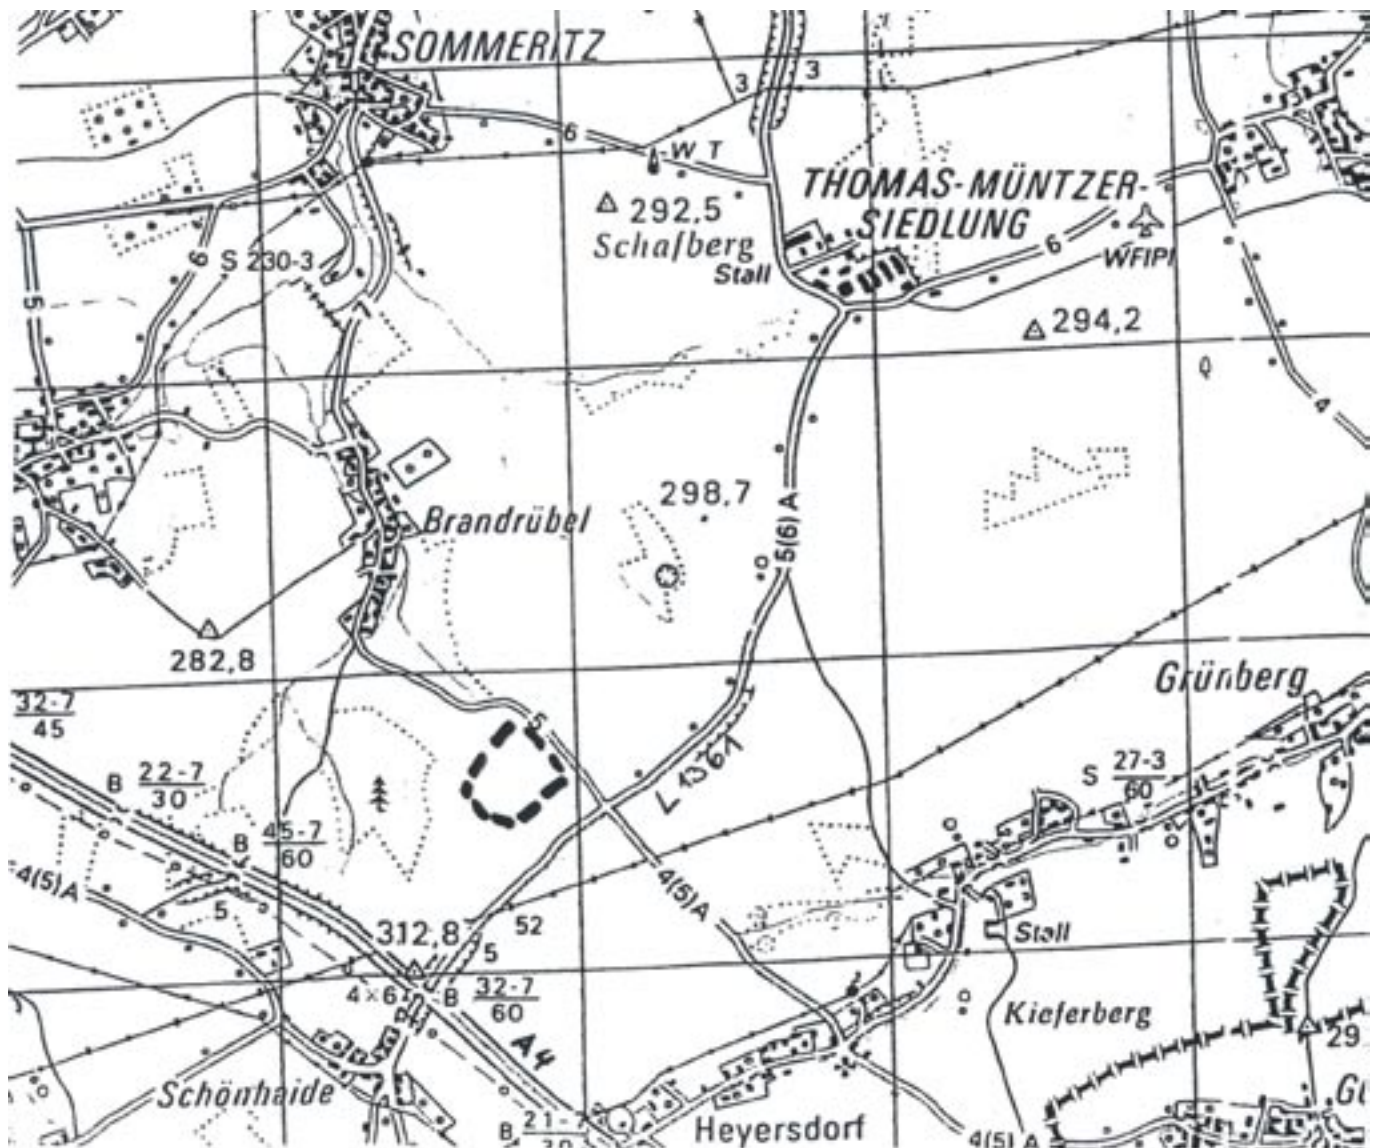 SOMMERITZ
3
3
6
W T
THOMAS-MÜNTZER-
SIEDLUNG
292,5
Schafberg
Stall
6
WFlPl
S 230-3
6
5
294,2
4
298,7
Brandrübel
5(6)A
282,8
32-7
45
Grünberg
5
B
22-7
30
L 1361
S
27-3
60
B
45-7
60
4(5)A
4(5)A
5
312,8
52
5
Stall
4×6
B
32-7
60
A4
Kieferberg
29
Schönhaide
Heyersdorf
B
4(5)A